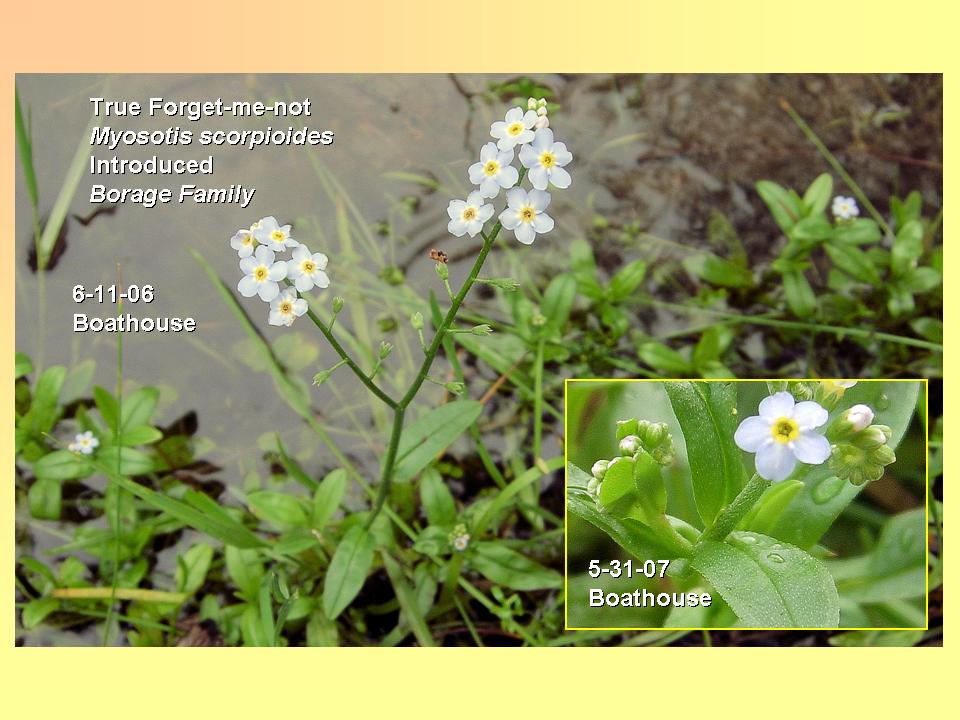 True Forget-me-not
Myosotis scorpioides
Introduced
Borage Family
6-11-06
Boathouse
5-31-07
Boathouse